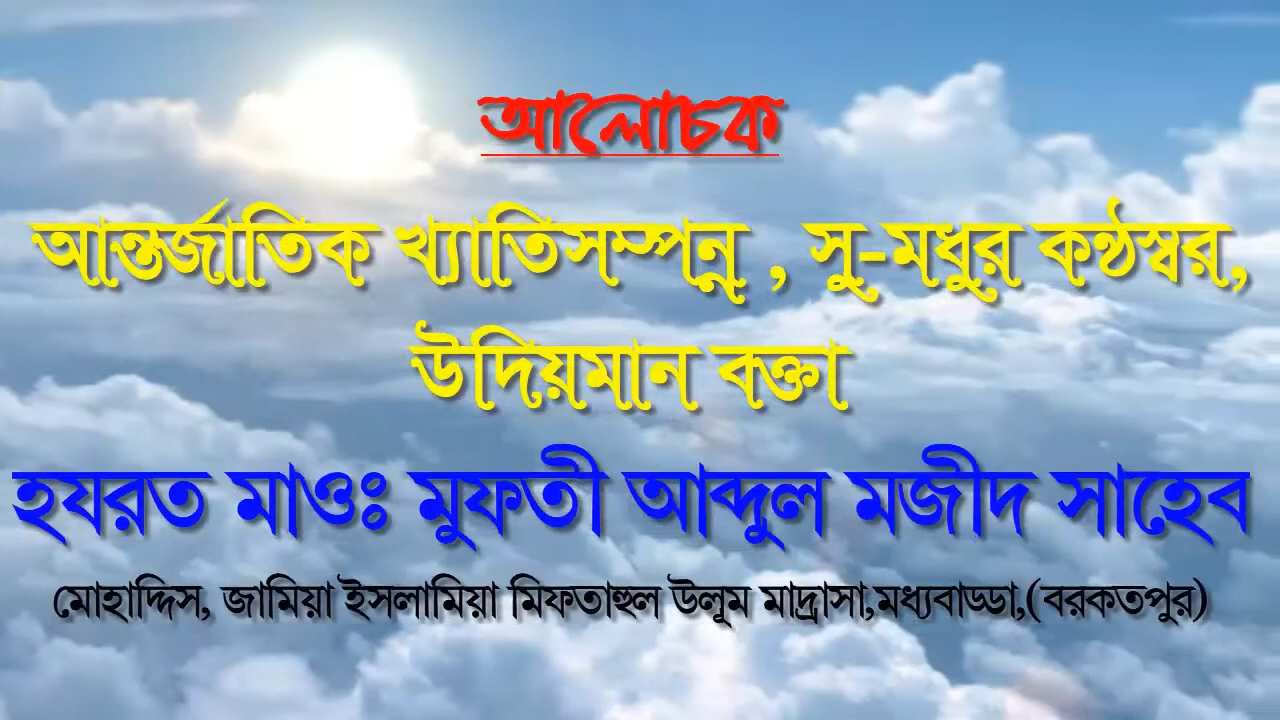 আলোচক
আন্তর্জাতিক খ্যাতিসম্পন্ন , সু-মধুর কন্ঠস্বর,
উদিয়মান বক্তা
হযরত মাওঃ মুফতী আব্দুল মজীদ সাহেব
মোহাদ্দিস, জামিয়া ইসলামিয়া মিফতাহুল উলূম মাদ্রাসা,মধ্যবাড্ডা,(বরকতপুর)